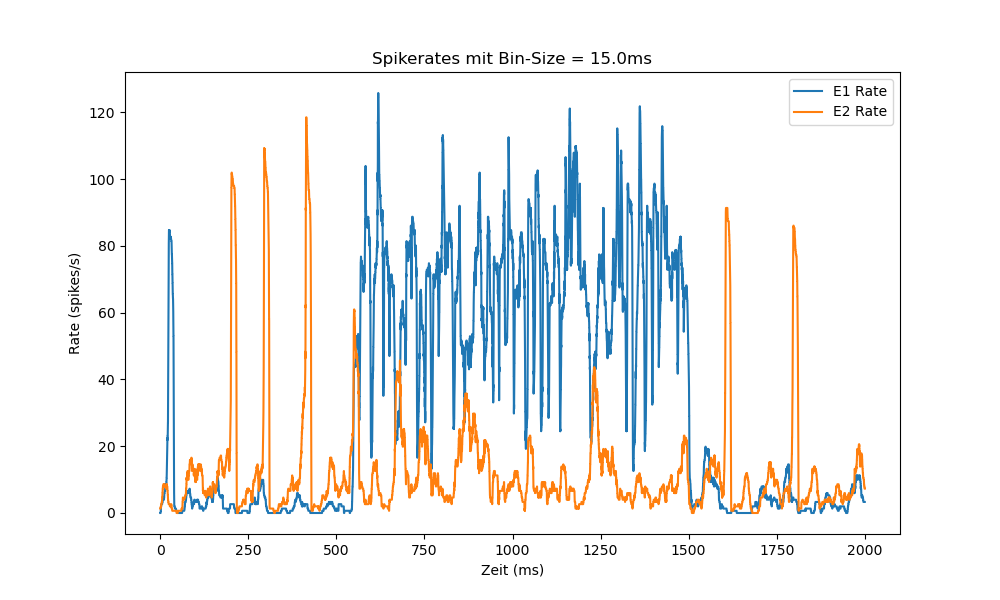 Spikerates mit Bin-Size = 15.0ms
E1 Rate
E2 Rate
Rate (spikes/s)
120
100
80
60
40
20
0
0 250 500 750 1000 1250 1500 1750 2000
Zeit (ms)